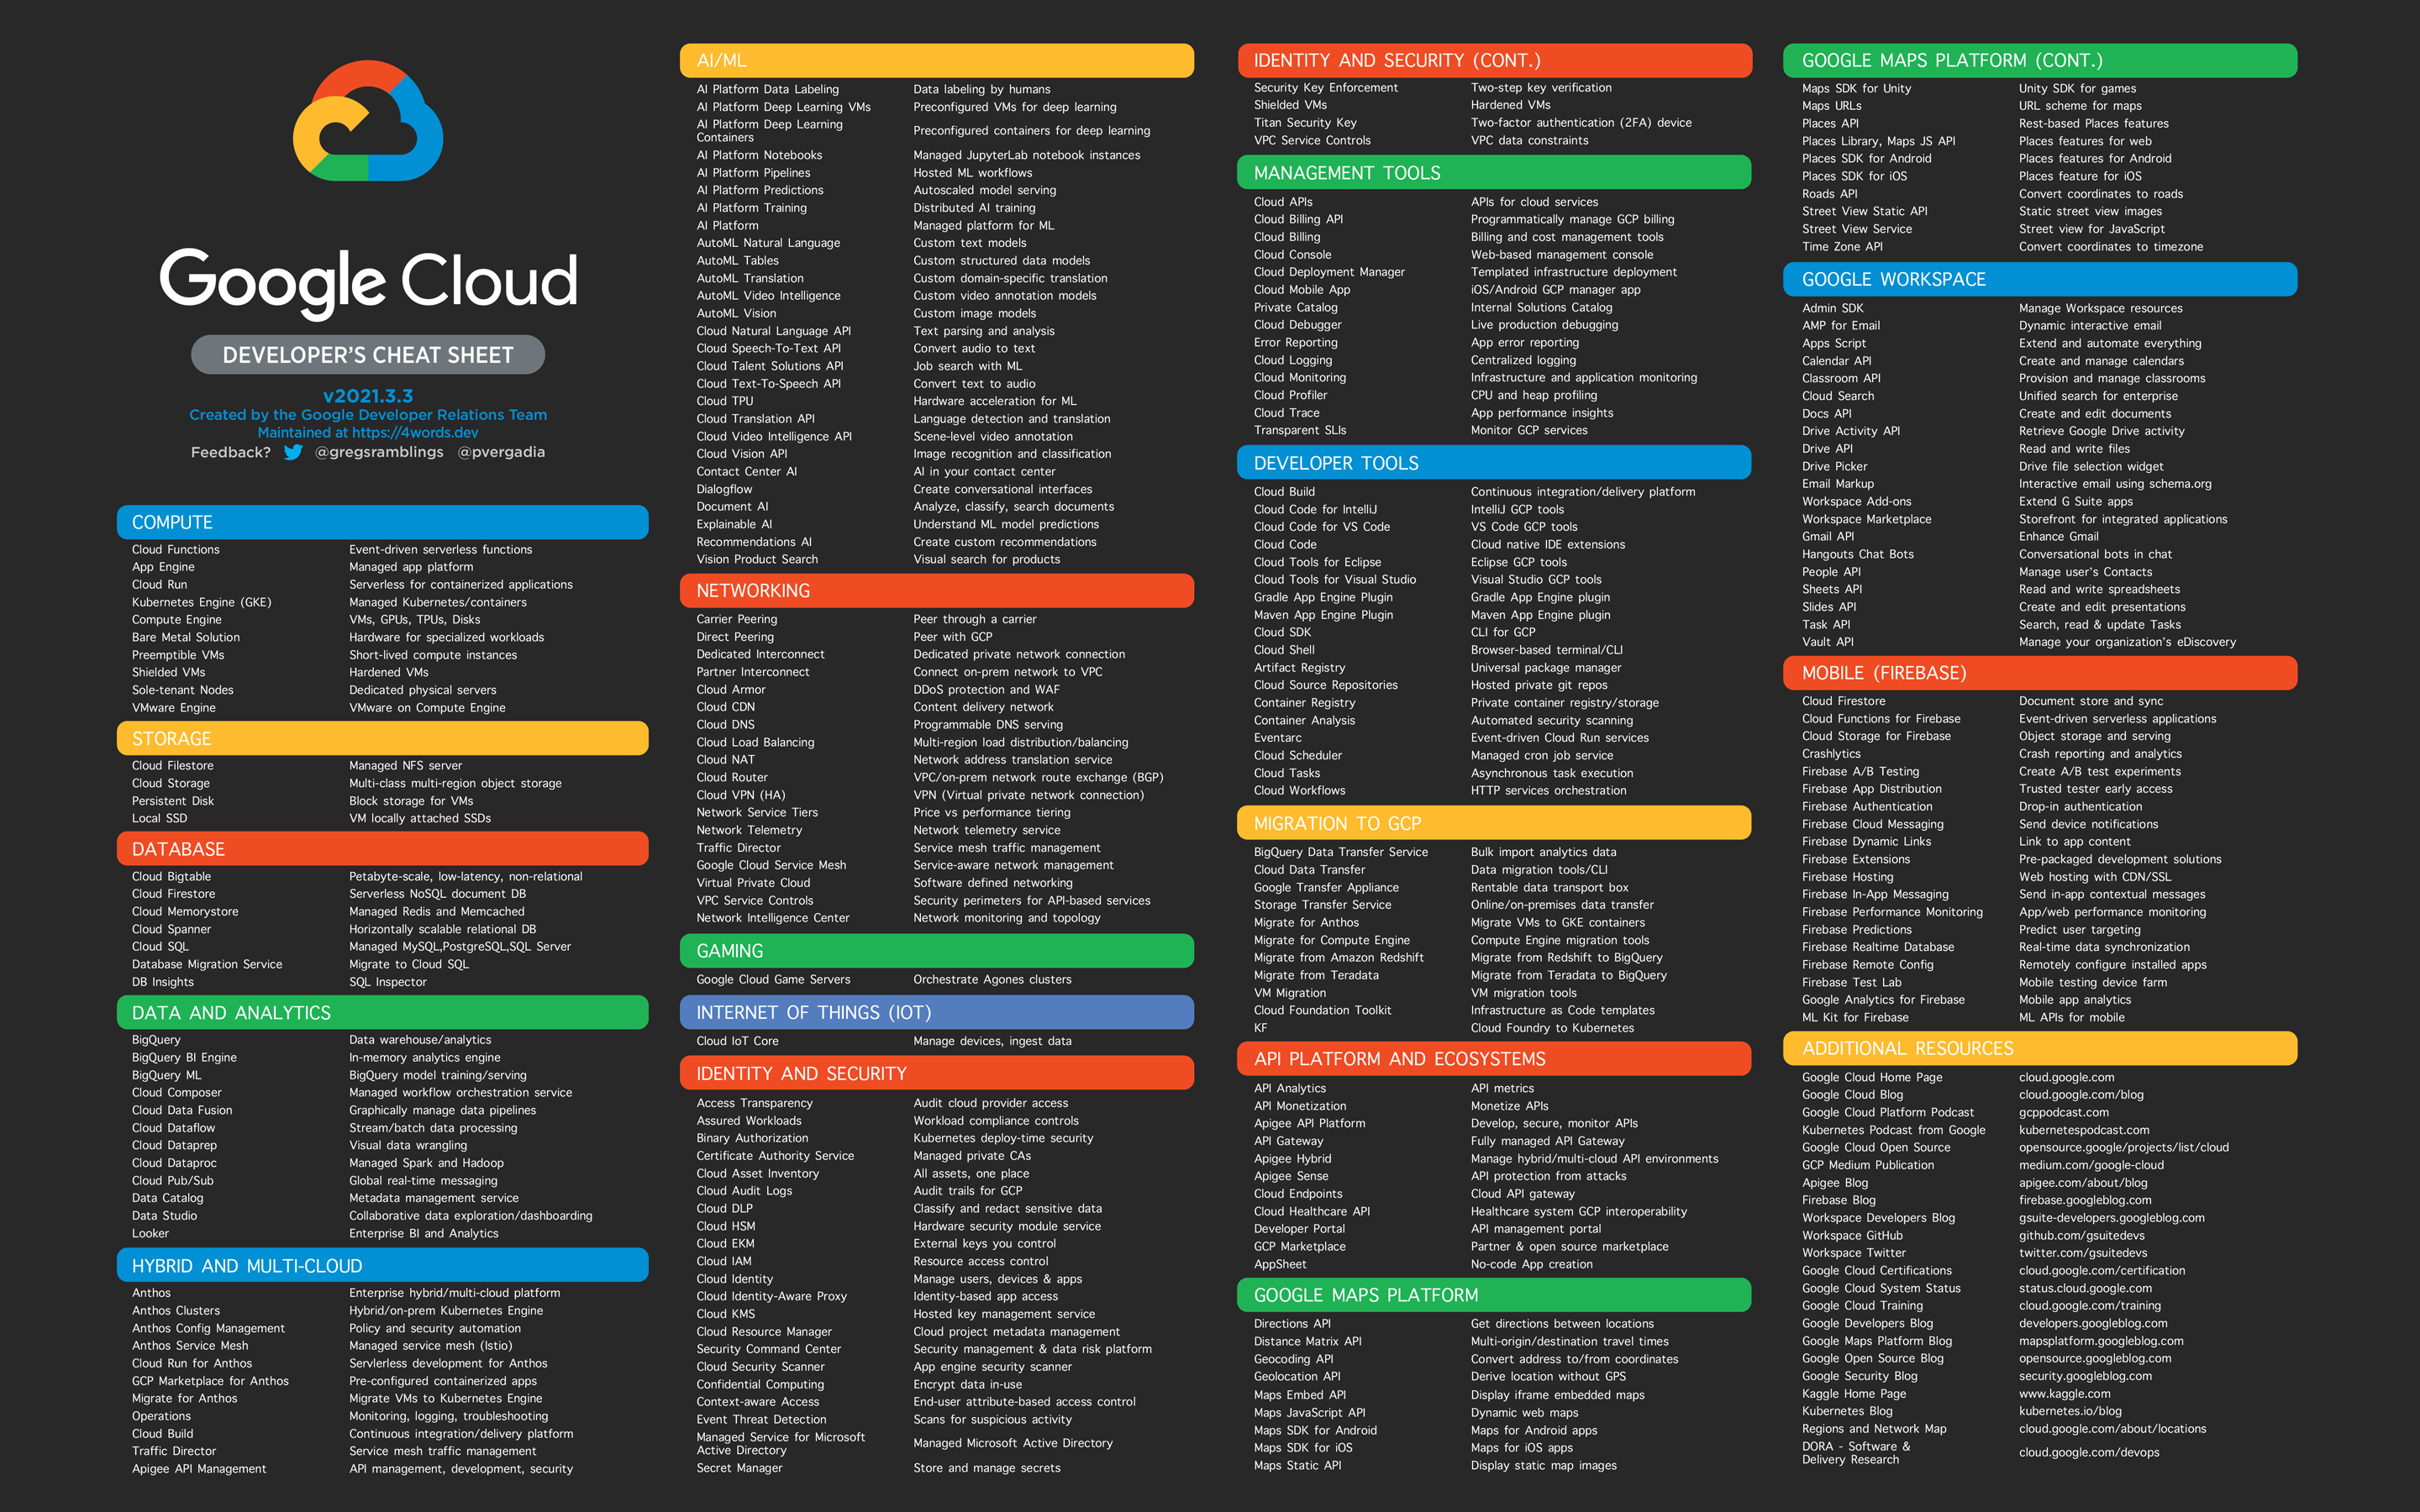 Google Cloud
DEVELOPER'S CHEAT SHEET
v2021.3.3
Created by the Google Developer Relations Team
Maintained at https://4words.dev
Feedback? @gregsramblings @pvergadia
COMPUTE
Cloud Functions Event-driven serverless functions
App Engine Managed app platform
Cloud Run Serverless for containerized applications
Kubernetes Engine (GKE) Managed Kubernetes/containers
Compute Engine VMs, GPUs, TPUs, Disks
Bare Metal Solution Hardware for specialized workloads
Preemptible VMs Short-lived compute instances
Shielded VMs Hardened VMs
Sole-tenant Nodes Dedicated physical servers
VMware Engine VMware on Compute Engine
STORAGE
Cloud Filestore Managed NFS server
Cloud Storage Multi-class multi-region object storage
Persistent Disk Block storage for VMs
Local SSD VM locally attached SSDs
DATABASE
Cloud Bigtable Petabyte-scale, low-latency, non-relational
Cloud Firestore Serverless NoSQL document DB
Cloud Memorystore Managed Redis and Memcached
Cloud Spanner Horizontally scalable relational DB
Cloud SQL Managed MySQL,PostgreSQL,SQL Server
Database Migration Service Migrate to Cloud SQL
DB Insights SQL Inspector
DATA AND ANALYTICS
BigQuery Data warehouse/analytics
BigQuery BI Engine In-memory analytics engine
BigQuery ML BigQuery model training/serving
Cloud Composer Managed workflow orchestration service
Cloud Data Fusion Graphically manage data pipelines
Cloud Dataflow Stream/batch data processing
Cloud Dataprep Visual data wrangling
Cloud Dataproc Managed Spark and Hadoop
Cloud Pub/Sub Global real-time messaging
Data Catalog Metadata management service
Data Studio Collaborative data exploration/dashboarding
Looker Enterprise BI and Analytics
HYBRID AND MULTI-CLOUD
Anthos Enterprise hybrid/multi-cloud platform
Anthos Clusters Hybrid/on-prem Kubernetes Engine
Anthos Config Management Policy and security automation
Anthos Service Mesh Managed service mesh (Istio)
Cloud Run for Anthos Servlerless development for Anthos
GCP Marketplace for Anthos Pre-configured containerized apps
Migrate for Anthos Migrate VMs to Kubernetes Engine
Operations Monitoring, logging, troubleshooting
Cloud Build Continuous integration/delivery platform
Traffic Director Service mesh traffic management
Apigee API Management API management, development, security
AI/ML
AI Platform Data Labeling Data labeling by humans
AI Platform Deep Learning VMs Preconfigured VMs for deep learning
AI Platform Deep Learning
Containers Preconfigured containers for deep learning
AI Platform Notebooks Managed JupyterLab notebook instances
AI Platform Pipelines Hosted ML workflows
AI Platform Predictions Autoscaled model serving
AI Platform Training Distributed AI training
AI Platform Managed platform for ML
AutoML Natural Language Custom text models
AutoML Tables Custom structured data models
AutoML Translation Custom domain-specific translation
AutoML Video Intelligence Custom video annotation models
AutoML Vision Custom image models
Cloud Natural Language API Text parsing and analysis
Cloud Speech-To-Text API Convert audio to text
Cloud Talent Solutions API Job search with ML
Cloud Text-To-Speech API Convert text to audio
Cloud TPU Hardware acceleration for ML
Cloud Translation API Language detection and translation
Cloud Video Intelligence API Scene-level video annotation
Cloud Vision API Image recognition and classification
Contact Center AI AI in your contact center
Dialogflow Create conversational interfaces
Document AI Analyze, classify, search documents
Explainable AI Understand ML model predictions
Recommendations AI Create custom recommendations
Vision Product Search Visual search for products
NETWORKING
Carrier Peering Peer through a carrier
Direct Peering Peer with GCP
Dedicated Interconnect Dedicated private network connection
Partner Interconnect Connect on-prem network to VPC
Cloud Armor DDoS protection and WAF
Cloud CDN Content delivery network
Cloud DNS Programmable DNS serving
Cloud Load Balancing Multi-region load distribution/balancing
Cloud NAT Network address translation service
Cloud Router VPC/on-prem network route exchange (BGP)
Cloud VPN (HA) VPN (Virtual private network connection)
Network Service Tiers Price vs performance tiering
Network Telemetry Network telemetry service
Traffic Director Service mesh traffic management
Google Cloud Service Mesh Service-aware network management
Virtual Private Cloud Software defined networking
VPC Service Controls Security perimeters for API-based services
Network Intelligence Center Network monitoring and topology
GAMING
Google Cloud Game Servers Orchestrate Agones clusters
INTERNET OF THINGS (IOT)
Cloud IoT Core Manage devices, ingest data
IDENTITY AND SECURITY
Access Transparency Audit cloud provider access
Assured Workloads Workload compliance controls
Binary Authorization Kubernetes deploy-time security
Certificate Authority Service Managed private CAs
Cloud Asset Inventory All assets, one place
Cloud Audit Logs Audit trails for GCP
Cloud DLP Classify and redact sensitive data
Cloud HSM Hardware security module service
Cloud EKM External keys you control
Cloud IAM Resource access control
Cloud Identity Manage users, devices & apps
Cloud Identity-Aware Proxy Identity-based app access
Cloud KMS Hosted key management service
Cloud Resource Manager Cloud project metadata management
Security Command Center Security management & data risk platform
Cloud Security Scanner App engine security scanner
Confidential Computing Encrypt data in-use
Context-aware Access End-user attribute-based access control
Event Threat Detection Scans for suspicious activity
Managed Service for Microsoft
Active Directory Managed Microsoft Active Directory
Secret Manager Store and manage secrets
IDENTITY AND SECURITY (CONT.)
Security Key Enforcement Two-step key verification
Shielded VMs Hardened VMs
Titan Security Key Two-factor authentication (2FA) device
VPC Service Controls VPC data constraints
MANAGEMENT TOOLS
Cloud APIs APIs for cloud services
Cloud Billing API Programmatically manage GCP billing
Cloud Billing Billing and cost management tools
Cloud Console Web-based management console
Cloud Deployment Manager Templated infrastructure deployment
Cloud Mobile App iOS/Android GCP manager app
Private Catalog Internal Solutions Catalog
Cloud Debugger Live production debugging
Error Reporting App error reporting
Cloud Logging Centralized logging
Cloud Monitoring Infrastructure and application monitoring
Cloud Profiler CPU and heap profiling
Cloud Trace App performance insights
Transparent SLIs Monitor GCP services
DEVELOPER TOOLS
Cloud Build Continuous integration/delivery platform
Cloud Code for IntelliJ IntelliJ GCP tools
Cloud Code for VS Code VS Code GCP tools
Cloud Code Cloud native IDE extensions
Cloud Tools for Eclipse Eclipse GCP tools
Cloud Tools for Visual Studio Visual Studio GCP tools
Gradle App Engine Plugin Gradle App Engine plugin
Maven App Engine Plugin Maven App Engine plugin
Cloud SDK CLI for GCP
Cloud Shell Browser-based terminal/CLI
Artifact Registry Universal package manager
Cloud Source Repositories Hosted private git repos
Container Registry Private container registry/storage
Container Analysis Automated security scanning
Eventarc Event-driven Cloud Run services
Cloud Scheduler Managed cron job service
Cloud Tasks Asynchronous task execution
Cloud Workflows HTTP services orchestration
MIGRATION TO GCP
BigQuery Data Transfer Service Bulk import analytics data
Cloud Data Transfer Data migration tools/CLI
Google Transfer Appliance Rentable data transport box
Storage Transfer Service Online/on-premises data transfer
Migrate for Anthos Migrate VMs to GKE containers
Migrate for Compute Engine Compute Engine migration tools
Migrate from Amazon Redshift Migrate from Redshift to BigQuery
Migrate from Teradata Migrate from Teradata to BigQuery
VM Migration VM migration tools
Cloud Foundation Toolkit Infrastructure as Code templates
KF Cloud Foundry to Kubernetes
API PLATFORM AND ECOSYSTEMS
API Analytics API metrics
API Monetization Monetize APIs
Apigee API Platform Develop, secure, monitor APIs
API Gateway Fully managed API Gateway
Apigee Hybrid Manage hybrid/multi-cloud API environments
Apigee Sense API protection from attacks
Cloud Endpoints Cloud API gateway
Cloud Healthcare API Healthcare system GCP interoperability
Developer Portal API management portal
GCP Marketplace Partner & open source marketplace
AppSheet No-code App creation
GOOGLE MAPS PLATFORM
Directions API Get directions between locations
Distance Matrix API Multi-origin/destination travel times
Geocoding API Convert address to/from coordinates
Geolocation API Derive location without GPS
Maps Embed API Display iframe embedded maps
Maps JavaScript API Dynamic web maps
Maps SDK for Android Maps for Android apps
Maps SDK for iOS Maps for iOS apps
Maps Static API Display static map images
GOOGLE MAPS PLATFORM (CONT.)
Maps SDK for Unity Unity SDK for games
Maps URLs URL scheme for maps
Places API Rest-based Places features
Places Library, Maps JS API Places features for web
Places SDK for Android Places features for Android
Places SDK for iOS Places feature for iOS
Roads API Convert coordinates to roads
Street View Static API Static street view images
Street View Service Street view for JavaScript
Time Zone API Convert coordinates to timezone
GOOGLE WORKSPACE
Admin SDK Manage Workspace resources
AMP for Email Dynamic interactive email
Apps Script Extend and automate everything
Calendar API Create and manage calendars
Classroom API Provision and manage classrooms
Cloud Search Unified search for enterprise
Docs API Create and edit documents
Drive Activity API Retrieve Google Drive activity
Drive API Read and write files
Drive Picker Drive file selection widget
Email Markup Interactive email using schema.org
Workspace Add-ons Extend G Suite apps
Workspace Marketplace Storefront for integrated applications
Gmail API Enhance Gmail
Hangouts Chat Bots Conversational bots in chat
People API Manage user's Contacts
Sheets API Read and write spreadsheets
Slides API Create and edit presentations
Task API Search, read & update Tasks
Vault API Manage your organization's eDiscovery
MOBILE (FIREBASE)
Cloud Firestore Document store and sync
Cloud Functions for Firebase Event-driven serverless applications
Cloud Storage for Firebase Object storage and serving
Crashlytics Crash reporting and analytics
Firebase A/B Testing Create A/B test experiments
Firebase App Distribution Trusted tester early access
Firebase Authentication Drop-in authentication
Firebase Cloud Messaging Send device notifications
Firebase Dynamic Links Link to app content
Firebase Extensions Pre-packaged development solutions
Firebase Hosting Web hosting with CDN/SSL
Firebase In-App Messaging Send in-app contextual messages
Firebase Performance Monitoring App/web performance monitoring
Firebase Predictions Predict user targeting
Firebase Realtime Database Real-time data synchronization
Firebase Remote Config Remotely configure installed apps
Firebase Test Lab Mobile testing device farm
Google Analytics for Firebase Mobile app analytics
ML Kit for Firebase ML APIs for mobile
ADDITIONAL RESOURCES
Google Cloud Home Page cloud.google.com
Google Cloud Blog cloud.google.com/blog
Google Cloud Platform Podcast gcppodcast.com
Kubernetes Podcast from Google kubernetespodcast.com
Google Cloud Open Source opensource.google/projects/list/cloud
GCP Medium Publication medium.com/google-cloud
Apigee Blog apigee.com/about/blog
Firebase Blog firebase.googleblog.com
Workspace Developers Blog gsuite-developers.googleblog.com
Workspace GitHub github.com/gsuitedevs
Workspace Twitter twitter.com/gsuitedevs
Google Cloud Certifications cloud.google.com/certification
Google Cloud System Status status.cloud.google.com
Google Cloud Training cloud.google.com/training
Google Developers Blog developers.googleblog.com
Google Maps Platform Blog mapsplatform.googleblog.com
Google Open Source Blog opensource.googleblog.com
Google Security Blog security.googleblog.com
Kaggle Home Page www.kaggle.com
Kubernetes Blog kubernetes.io/blog
Regions and Network Map cloud.google.com/about/locations
DORA - Software &
Delivery Research cloud.google.com/devops